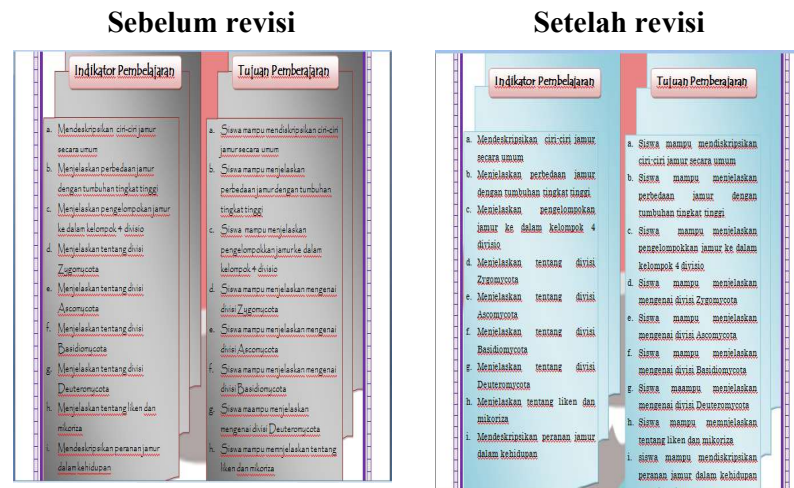 Sebelum revisi
Indikator Pembelajaran
a. Mendeskripsikan ciri-ciri jamur
secara umum
b. Menjelaskan perbedaan jamur
dengan tumbuhan tingkat tinggi
c. Menjelaskan pengelompokan jamur
ke dalam kelompok 4 divisio
d. Menjelaskan tentang divisi
Zygomycota
e. Menjelaskan tentang divisi
Ascomycota
f. Menjelaskan tentang divisi
Basidiomycota
g. Menjelaskan tentang divisi
Deuteromycota
h. Menjelaskan tentang liken dan
mikoriza
i. Mendeskripsikan peranan jamur
dalam kehidupan
Tujuan Pemberajaran
a. Siswa mampu mendiskripsikan ciri-ciri
jamur secara umum
b. Siswa mampu menjelaskan
perbedaan jamur dengan tumbuhan
tingkat tinggi
c. Siswa mampu menjelaskan
pengelompokkan jamur ke dalam
kelompok 4 divisio
d. Siswa mampu menjelaskan mengenai
divisi Zygomycota
e. Siswa mampu menjelaskan mengenai
divisi Ascomycota
f. Siswa mampu menjelaskan mengenai
divisi Basidiomycota
g. Siswa maampu menjelaskan
mengenai divisi Deuteromycota
h. Siswa mampu memnjelaskan tentang
liken dan mikoriza
Setelah revisi
Indikator Pembelajaran
a. Mendeskripsikan ciri-ciri jamur
secara umum
b. Menjelaskan perbedaan jamur
dengan tumbuhan tingkat tinggi
c. Menjelaskan pengelompokan
jamur ke dalam kelompok 4
divisio
d. Menjelaskan tentang divisi
Zygomycota
e. Menjelaskan tentang divisi
Ascomycota
f. Menjelaskan tentang divisi
Basidiomycota
g. Menjelaskan tentang divisi
Deuteromycota
h. Menjelaskan tentang liken dan
mikoriza
i. Mendeskripsikan peranan jamur
dalam kehidupan
Tujuan Pemberajaran
a. Siswa mampu mendiskripsikan
ciri-ciri jamur secara umum
b. Siswa mampu menjelaskan
perbedaan jamur dengan
tumbuhan tingkat tinggi
c. Siswa mampu menjelaskan
pengelompokkan jamur ke dalam
kelompok 4 divisio
d. Siswa mampu menjelaskan
mengenai divisi Zygomycota
e. Siswa mampu menjelaskan
mengenai divisi Ascomycota
f. Siswa mampu menjelaskan
mengenai divisi Basidiomycota
g. Siswa maampu menjelaskan
mengenai divisi Deuteromycota
h. Siswa mampu memnjelaskan
tentang liken dan mikoriza
i. siswa mampu mendiskripsikan
peranan jamur dalam kehidupan